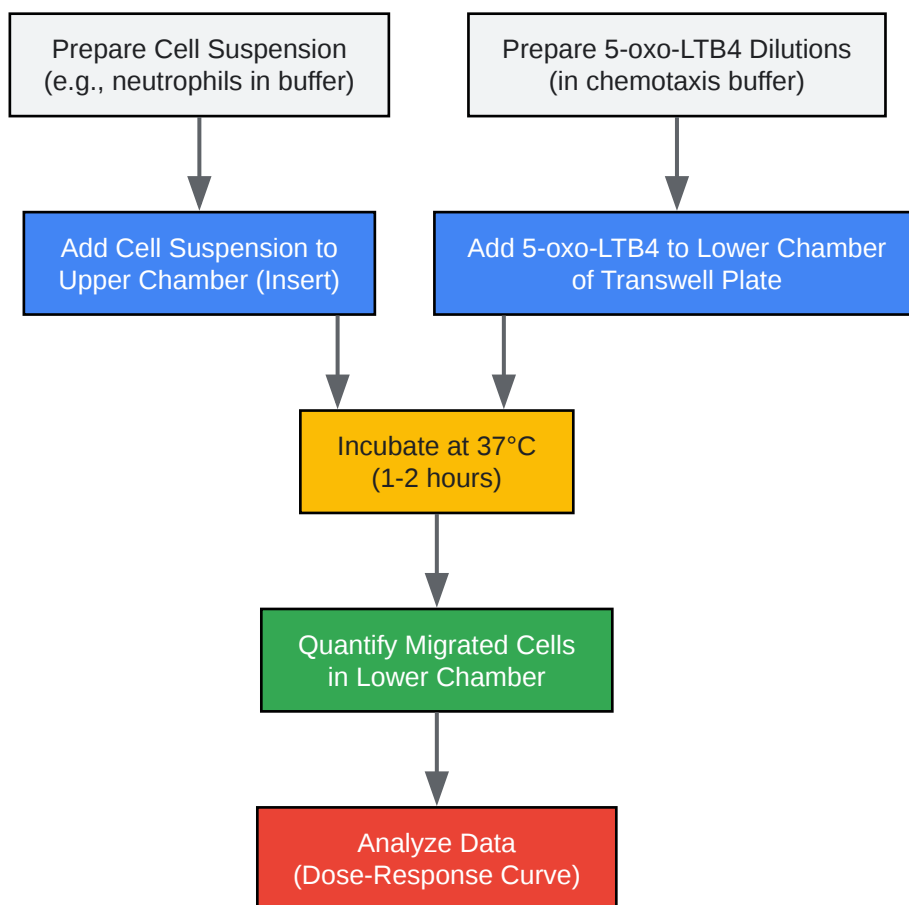 Prepare Cell Suspension
(e.g., neutrophils in buffer)
Prepare 5-oxo-LTB4 Dilutions
(in chemotaxis buffer)
Add Cell Suspension to
Upper Chamber (Insert)
Add 5-oxo-LTB4 to Lower Chamber
of Transwell Plate
Incubate at 37°C
(1-2 hours)
Quantify Migrated Cells
in Lower Chamber
Analyze Data
(Dose-Response Curve)